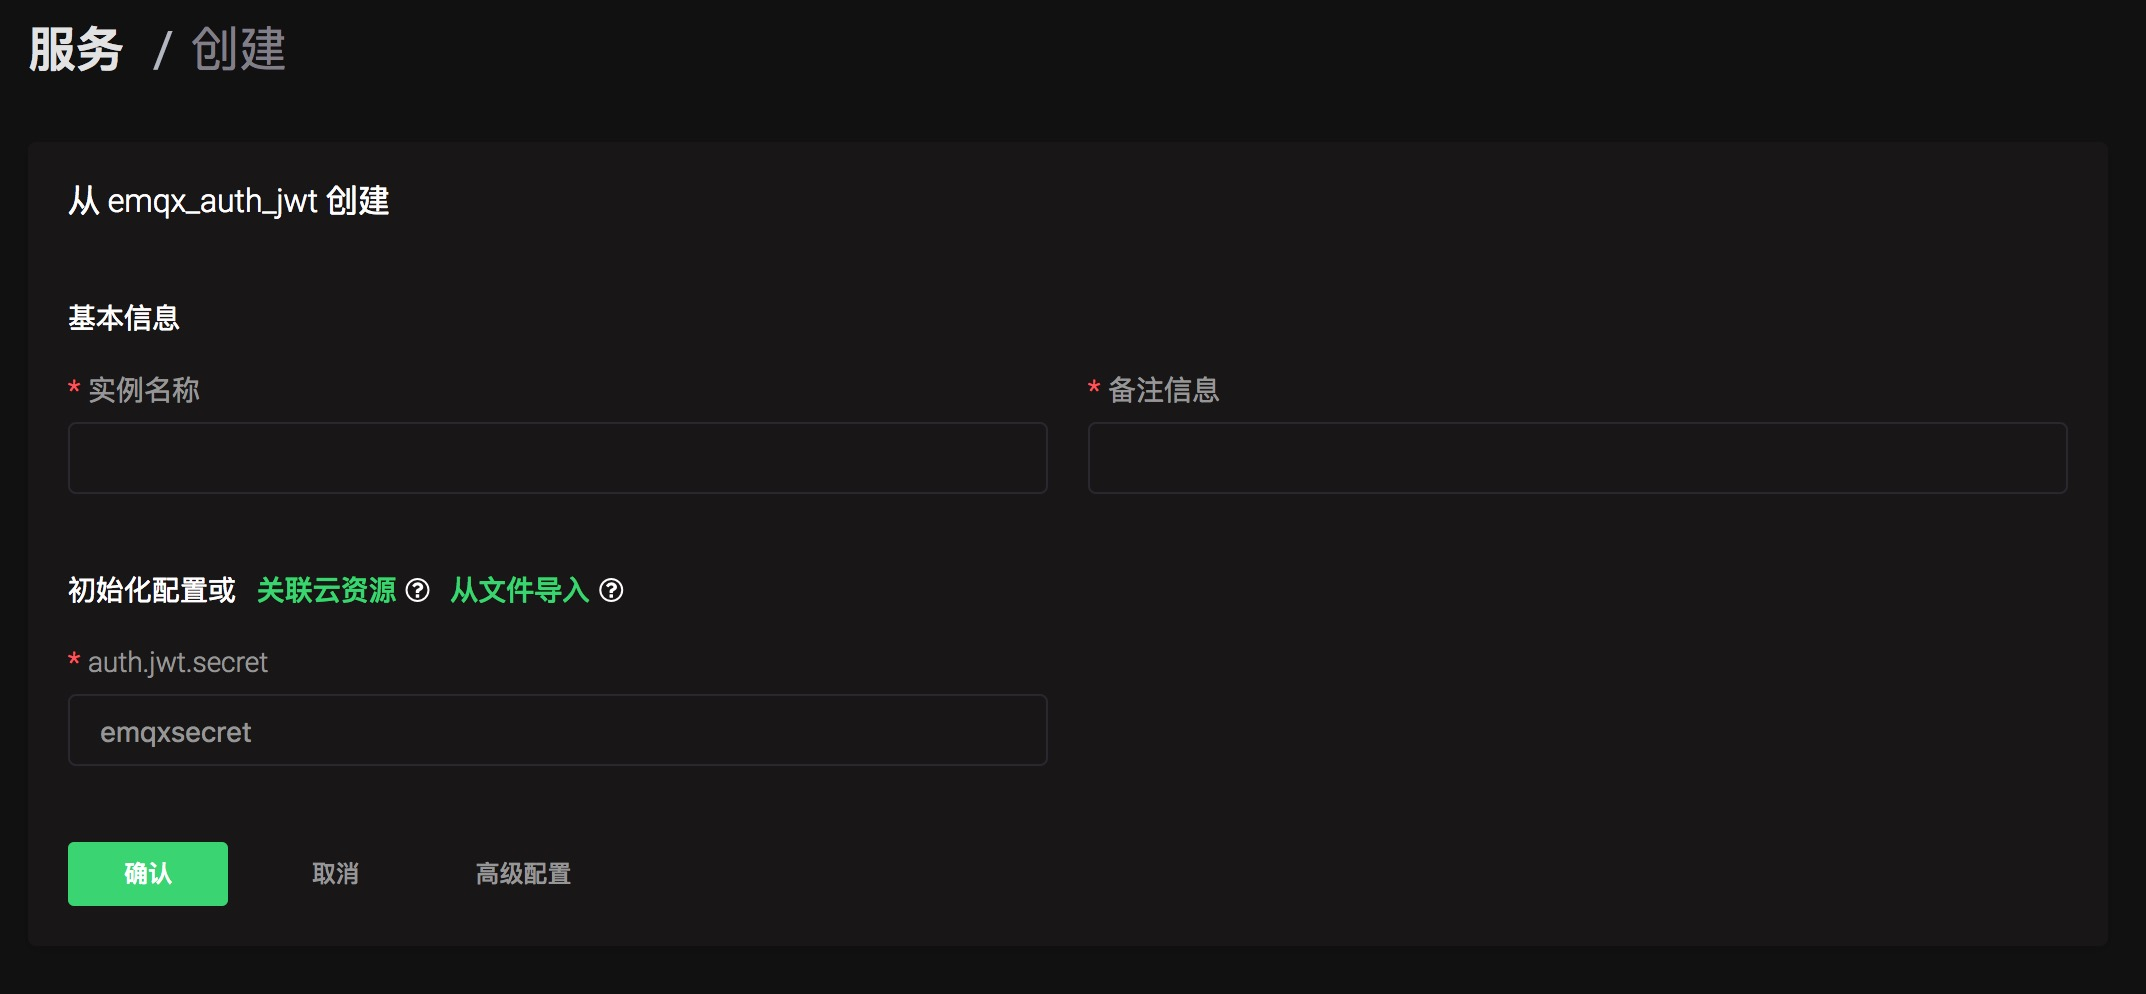 服务 / 创建
从 emqx_auth_jwt 创建
基本信息
* 实例名称
* 备注信息
初始化配置或 关联云资源 ? 从文件导入 ?
* auth.jwt.secret
emqxsecret
确认 取消 高级配置